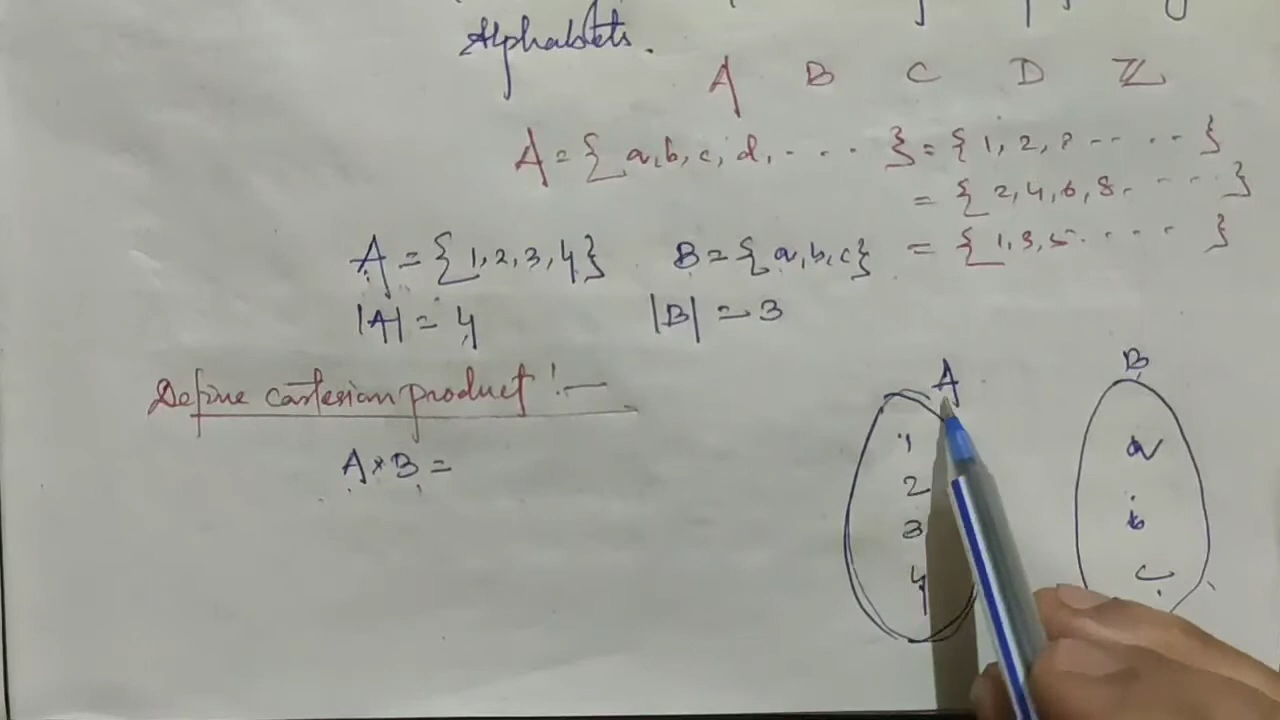 Alphabets.
A B C D Z
A = { a, b, c, d, . . . . } = { 1, 2, . . . . . }
= { 2, 4, 6, 8, . . . . }
A = { 1, 2, 3, 4 } B = { a, b, c } = { 1, 3, 5 . . . . . }
|A| = 4 |B| = 3
Define cartesian product :—
A B
A × B =
1 a
2 b
3
4 c